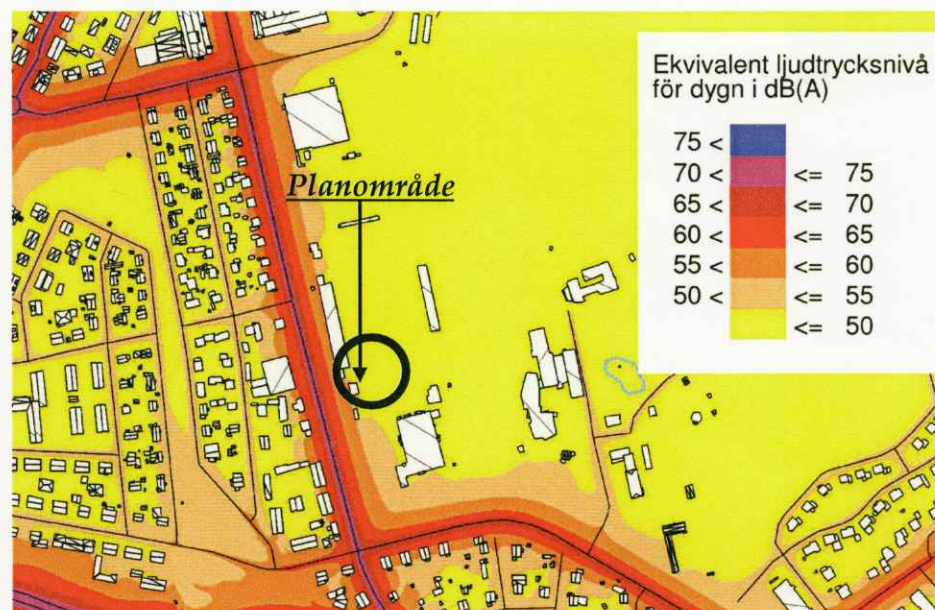 Planområde
Ekvivalent ljudtrycksnivå
för dygn i dB(A)
75 <
70 < <= 75
65 < <= 70
60 < <= 65
55 < <= 60
50 < <= 55
<= 50